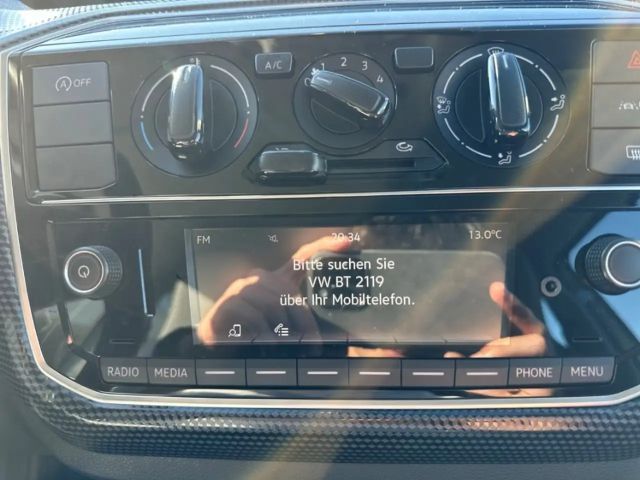 OFF
A/C
1 2 3 4
FM 20:34 13.0°C
Bitte suchen Sie
VW.BT 2119
über Ihr Mobiltelefon.
RADIO MEDIA PHONE MENU